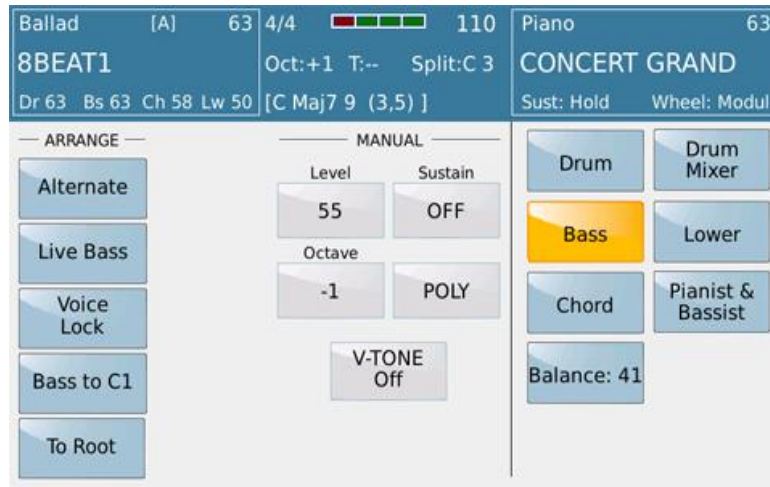 Ballad [A] 63 4/4 110 Piano 63
8BEAT1 Oct:+1 T:-- Split:C 3 CONCERT GRAND
Dr 63 Bs 63 Ch 58 Lw 50 [C Maj7 9 (3,5) ] Sust: Hold Wheel: Modul
ARRANGE
Alternate
Live Bass
Voice
Lock
Bass to C1
To Root
MANUAL
Level Sustain
55 OFF
Octave
-1 POLY
V-TONE
Off
Drum
Drum
Mixer
Bass
Lower
Chord
Pianist &
Bassist
Balance: 41